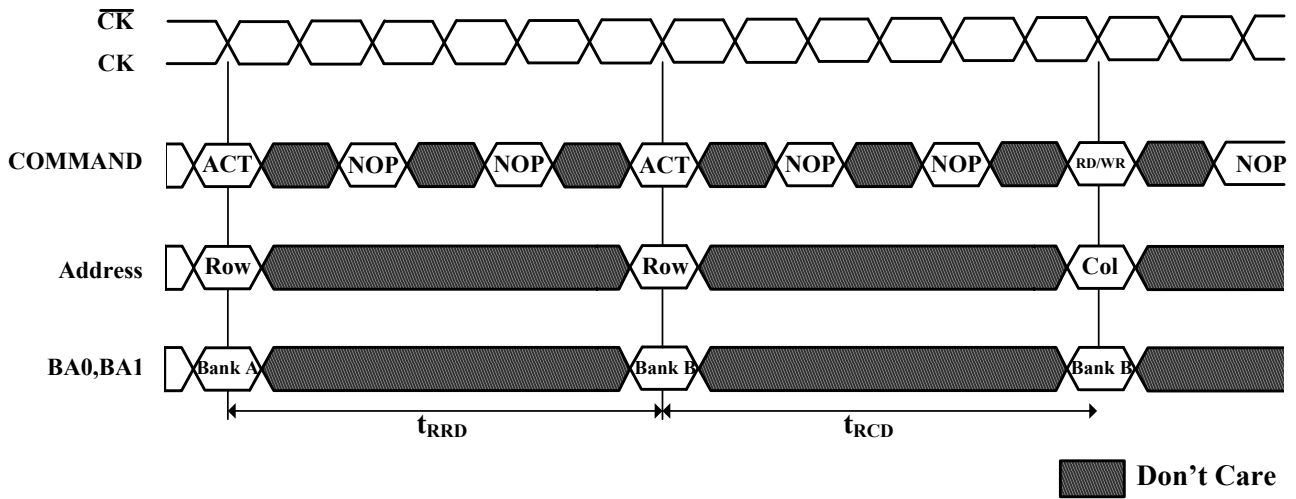 CK
CK
COMMAND ACT NOP NOP ACT NOP NOP RD/WR NOP
Address Row Row Col
BA0,BA1 Bank A Bank B Bank B
tRRD tRCD
Don't Care